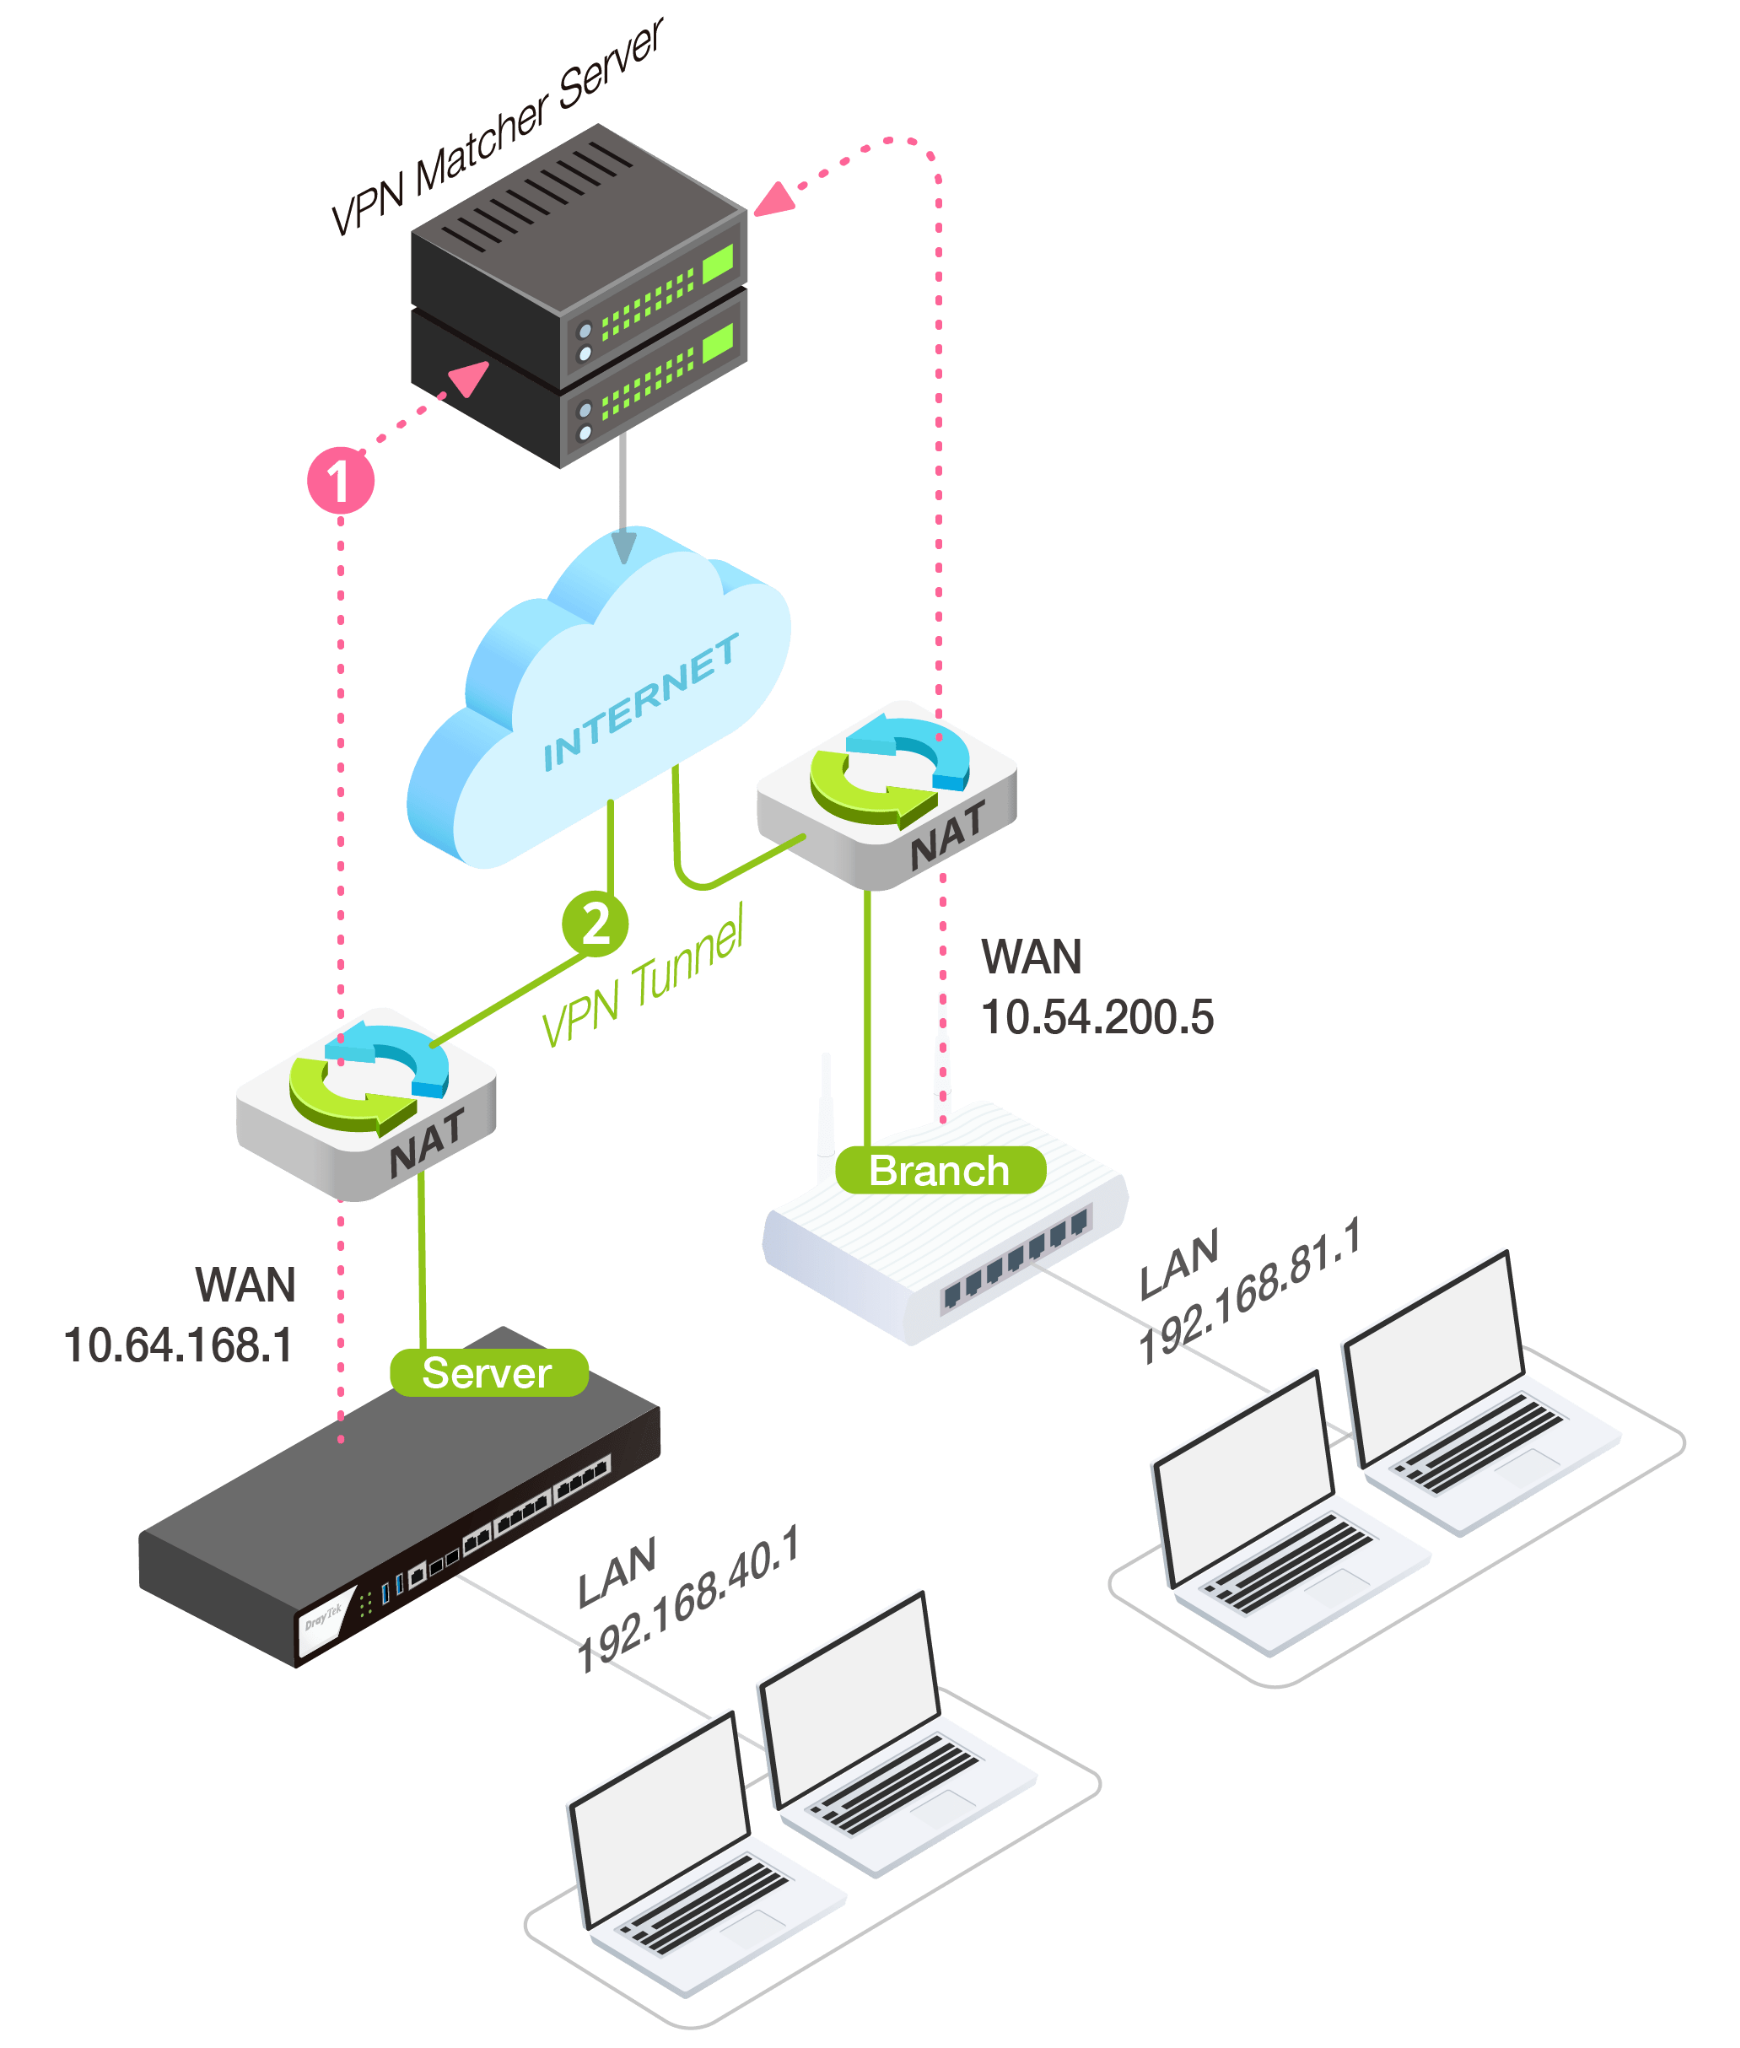 VPN Matcher Server
1
INTERNET
NAT
2
VPN Tunnel
WAN
10.54.200.5
NAT
Branch
WAN
10.64.168.1
Server
LAN
192.168.81.1
LAN
192.168.40.1
DrayTek